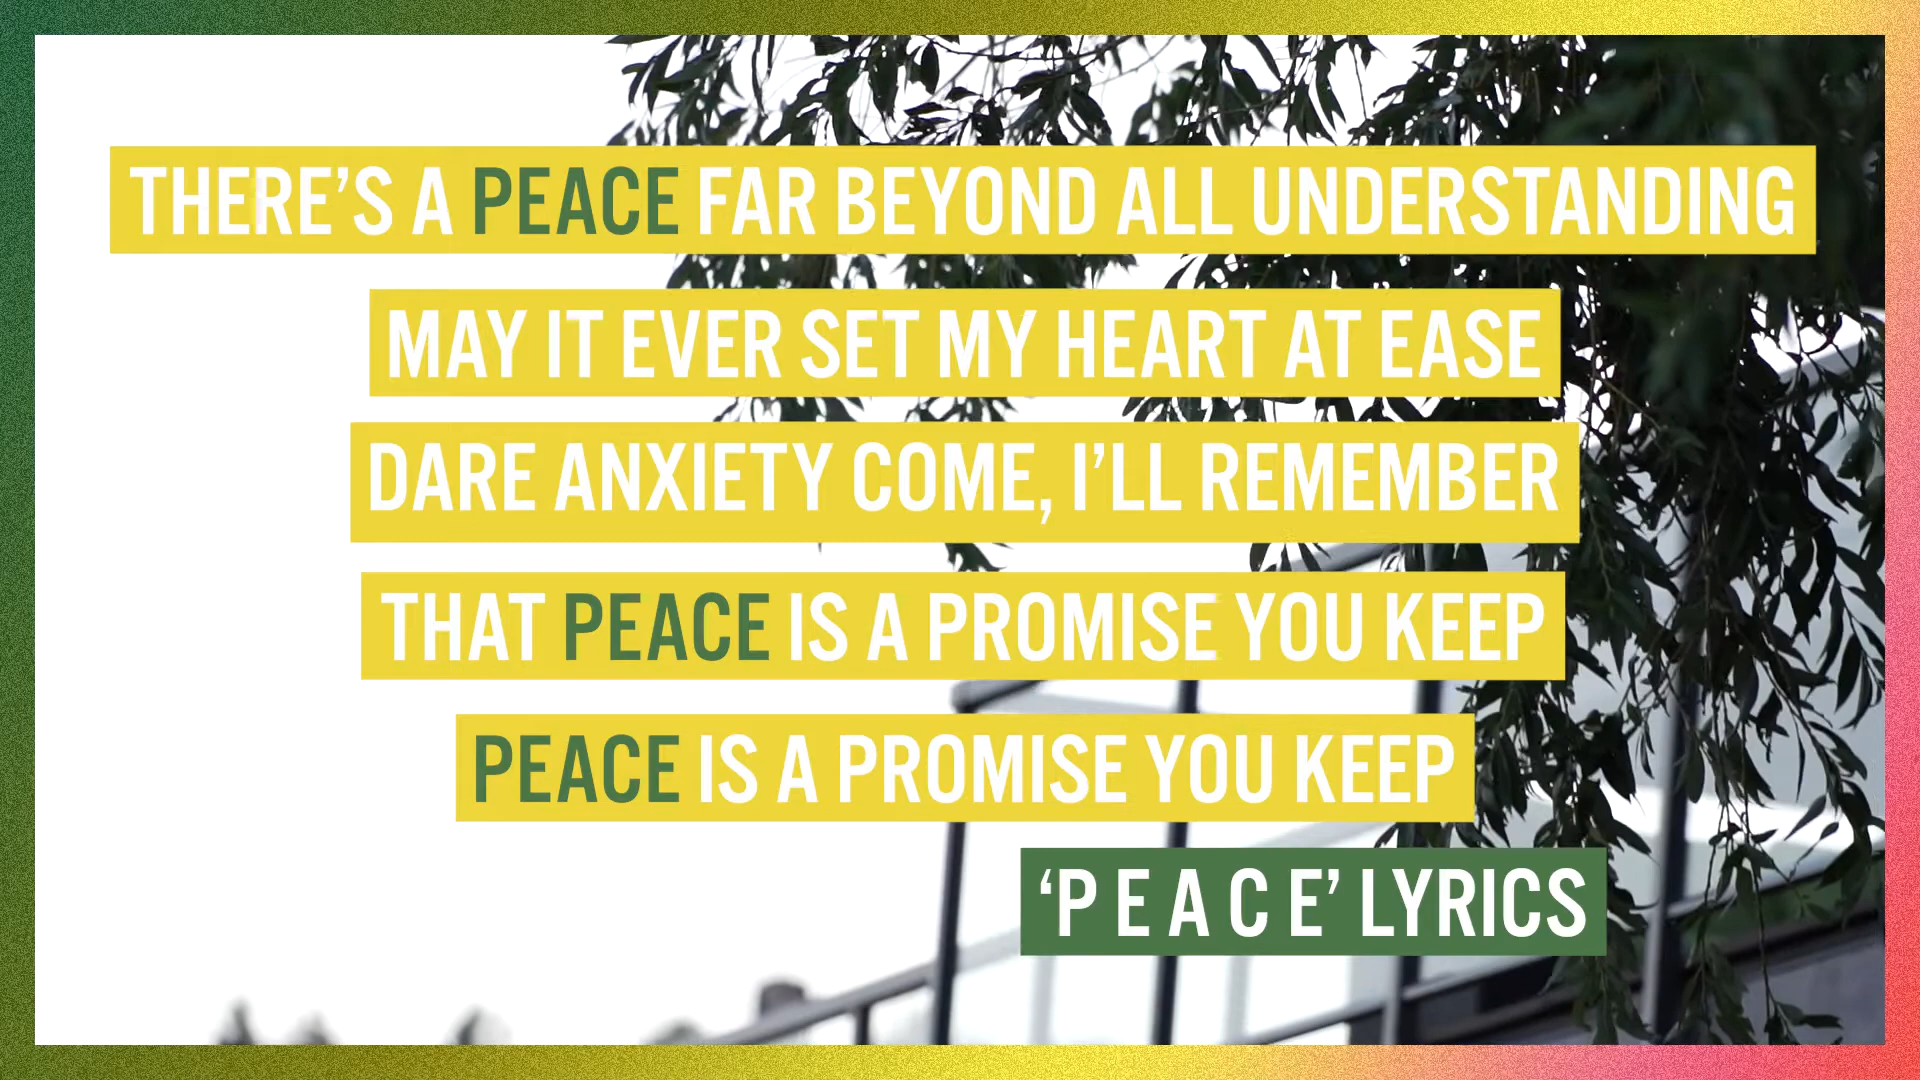 THERE'S A PEACE FAR BEYOND ALL UNDERSTANDING
MAY IT EVER SET MY HEART AT EASE
DARE ANXIETY COME, I'LL REMEMBER
THAT PEACE IS A PROMISE YOU KEEP
PEACE IS A PROMISE YOU KEEP
‘P E A C E’ LYRICS